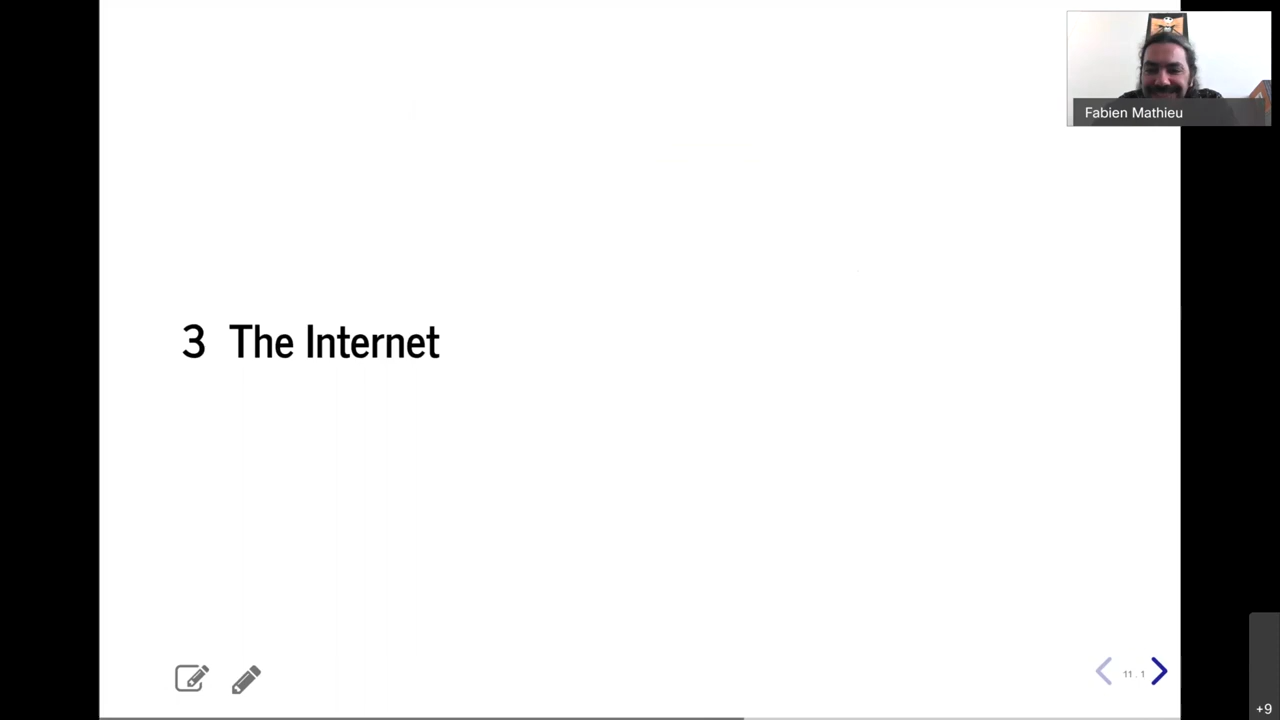 Fabien Mathieu
3 The Internet
11 . 1
+9